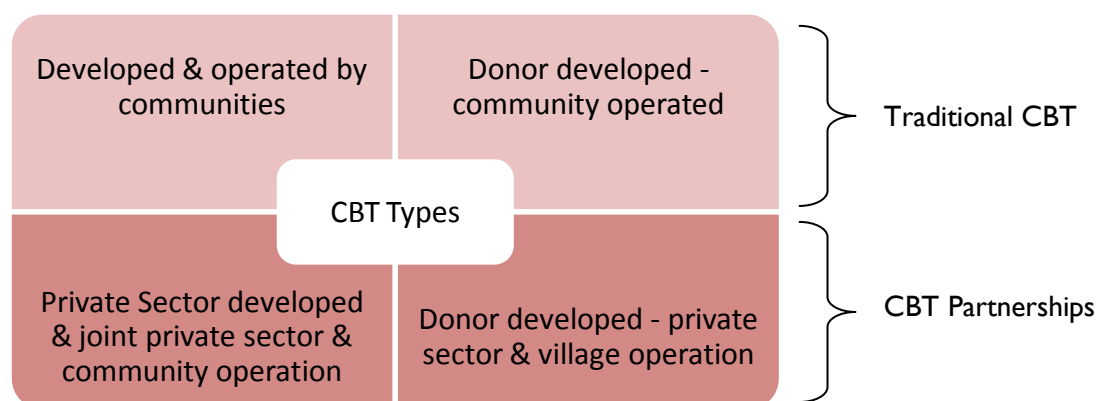 Developed & operated by
communities
Donor developed -
community operated
Traditional CBT
CBT Types
Private Sector developed
& joint private sector &
community operation
Donor developed - private
sector & village operation
CBT Partnerships